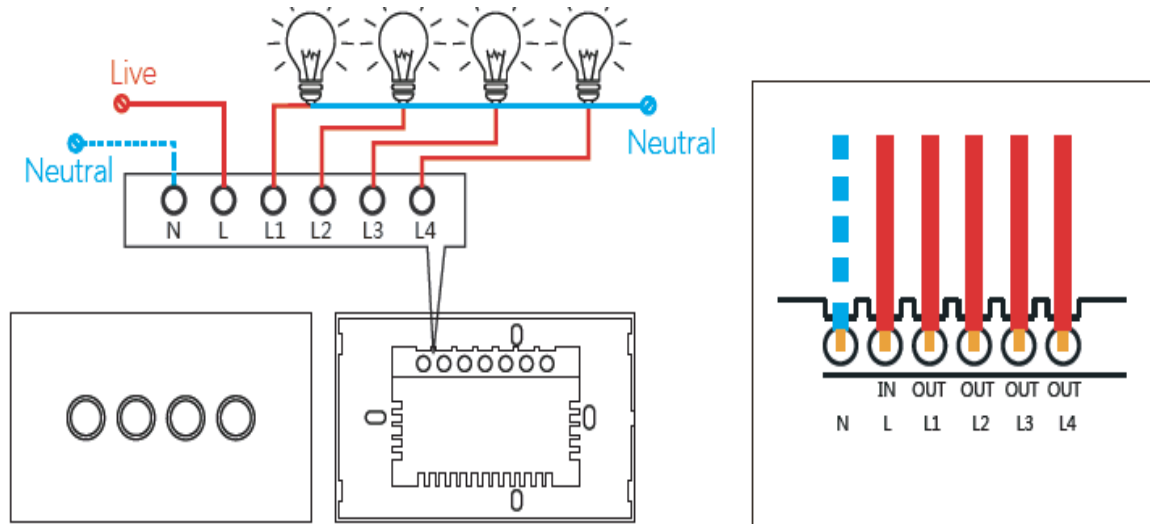 Live
Neutral
Neutral
N L L1 L2 L3 L4
IN OUT OUT OUT OUT
N L L1 L2 L3 L4